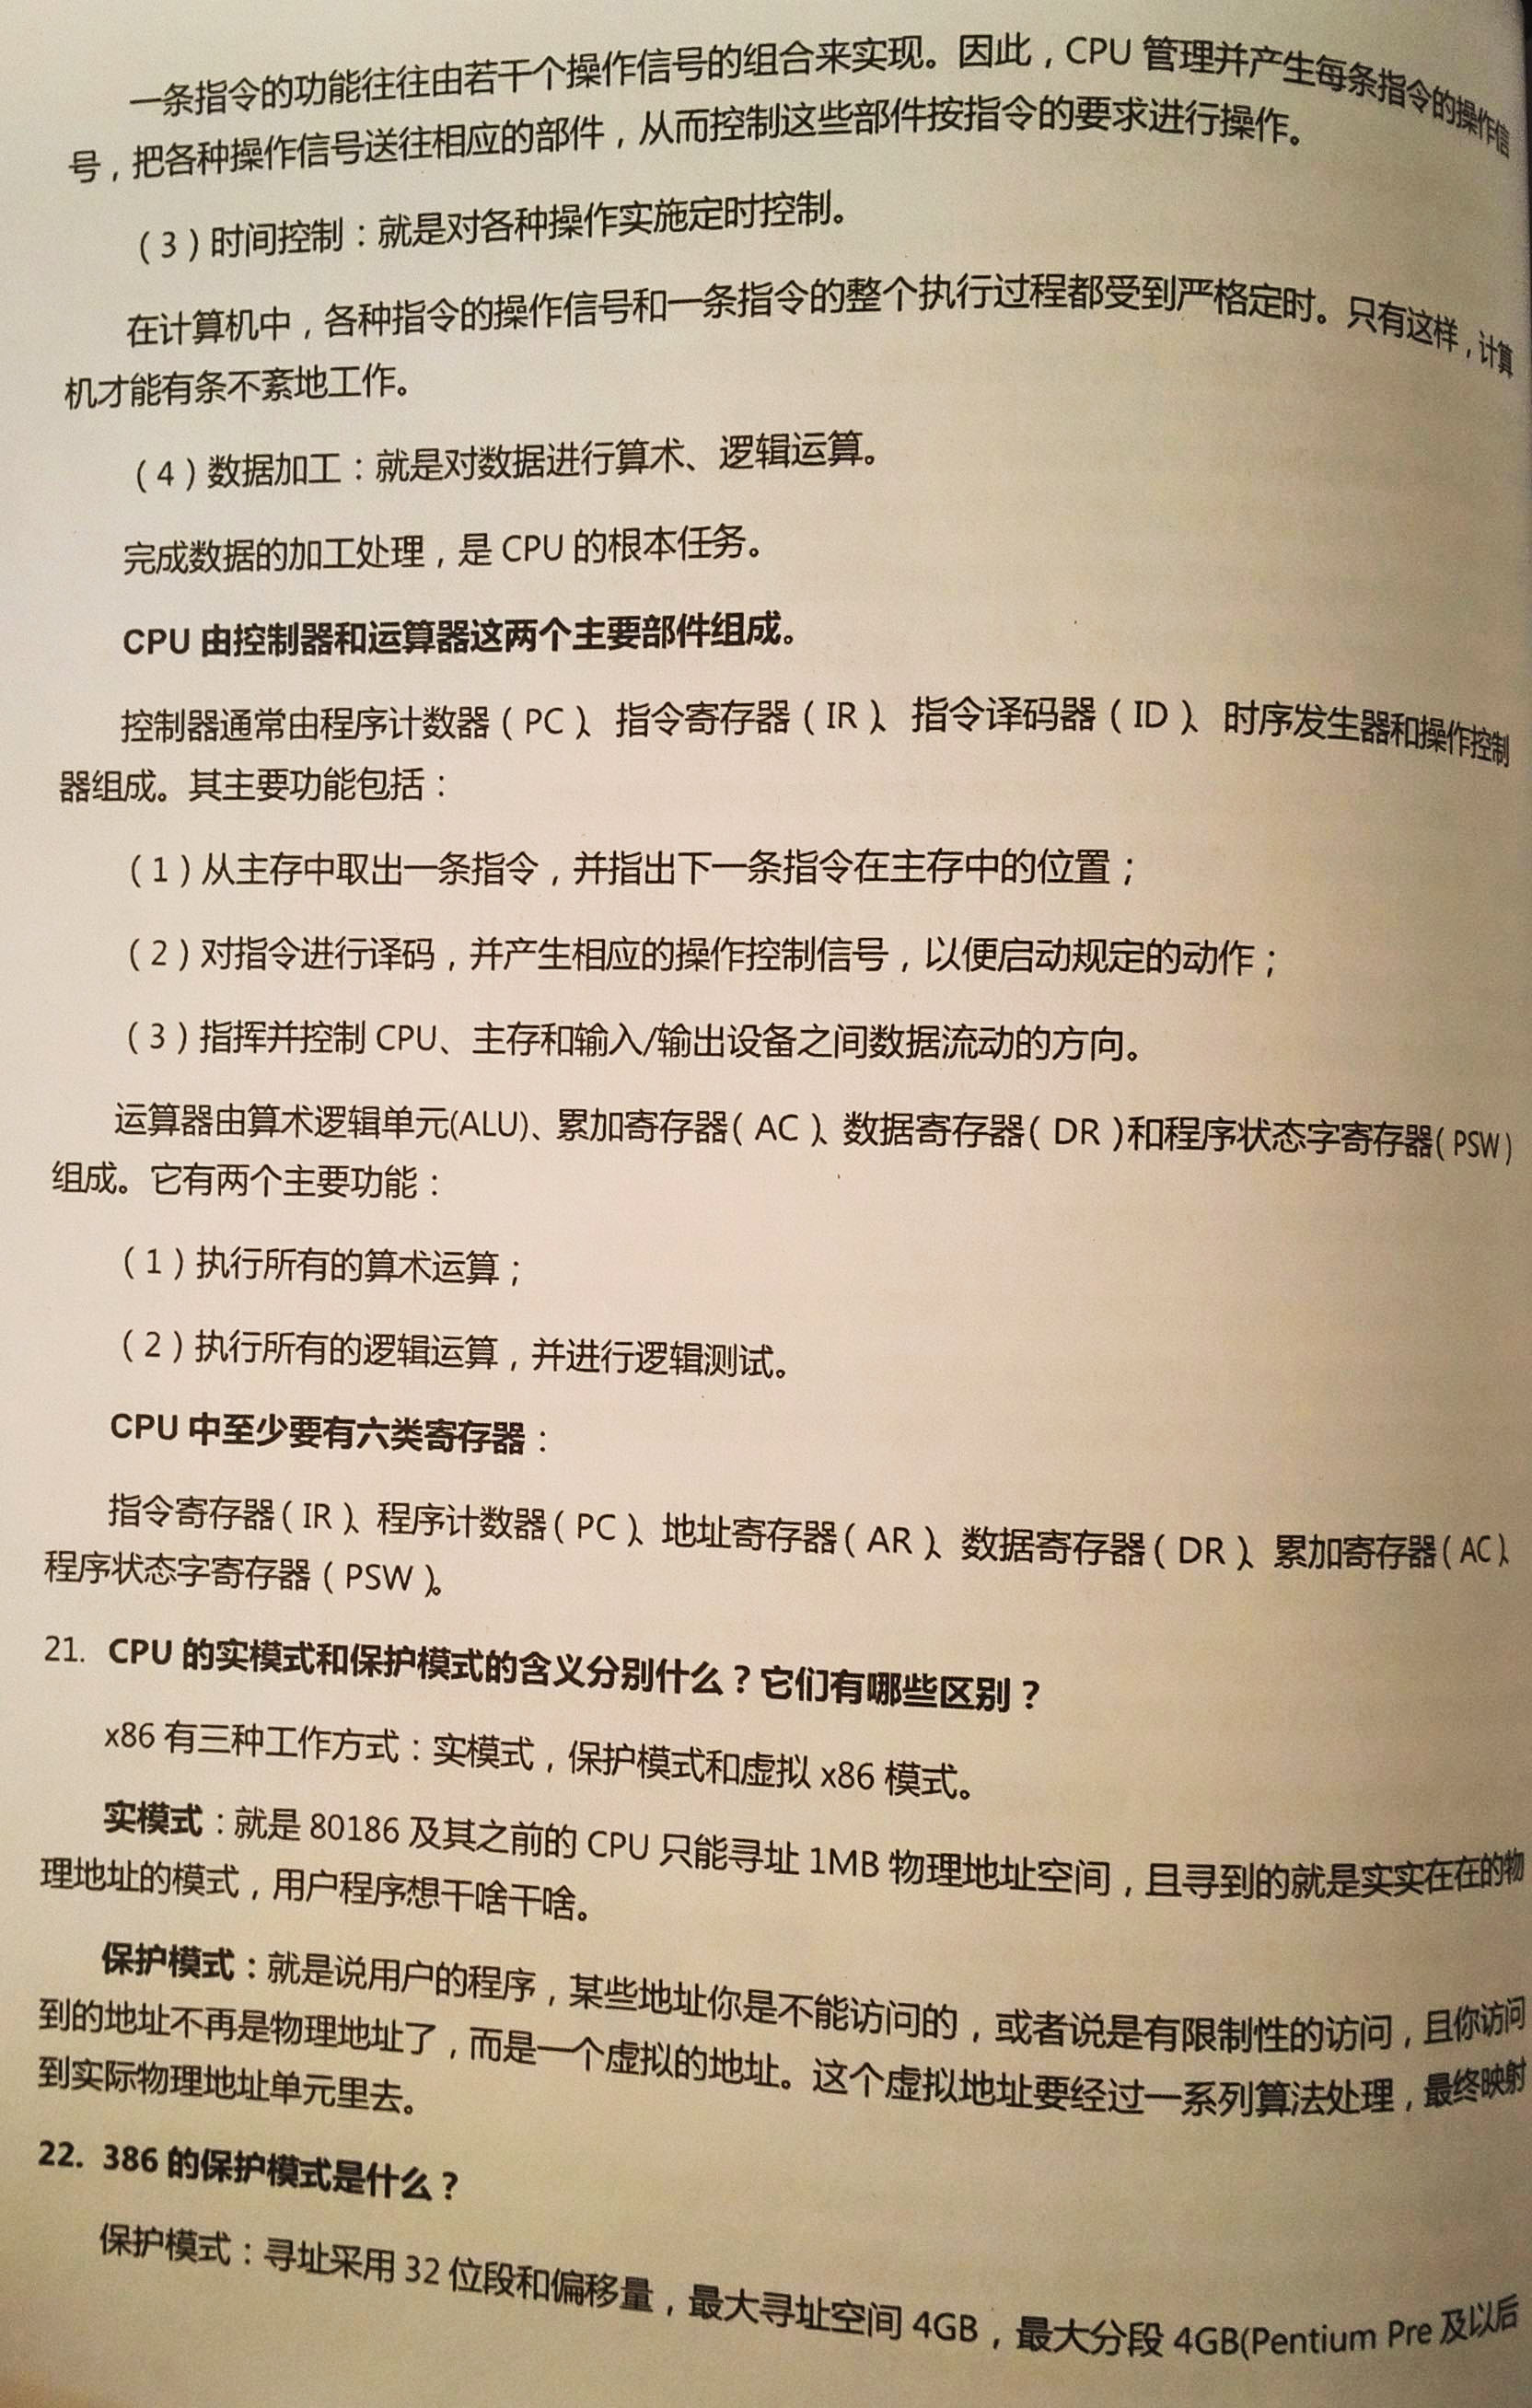 一条指令的功能往往由若干个操作信号的组合来实现。因此，CPU 管理并产生每条指令的操作信
号，把各种操作信号送往相应的部件，从而控制这些部件按指令的要求进行操作。
（3）时间控制：就是对各种操作实施定时控制。
在计算机中，各种指令的操作信号和一条指令的整个执行过程都受到严格定时。只有这样，计算
机才能有条不紊地工作。
（4）数据加工：就是对数据进行算术、逻辑运算。
完成数据的加工处理，是 CPU 的根本任务。
CPU 由控制器和运算器这两个主要部件组成。
控制器通常由程序计数器（PC）、指令寄存器（IR）、指令译码器（ID）、时序发生器和操作控制
器组成。其主要功能包括：
（1）从主存中取出一条指令，并指出下一条指令在主存中的位置；
（2）对指令进行译码，并产生相应的操作控制信号，以便启动规定的动作；
（3）指挥并控制 CPU、主存和输入/输出设备之间数据流动的方向。
运算器由算术逻辑单元(ALU)、累加寄存器（AC）、数据寄存器（DR）和程序状态字寄存器（PSW）
组成。它有两个主要功能：
（1）执行所有的算术运算；
（2）执行所有的逻辑运算，并进行逻辑测试。
CPU 中至少要有六类寄存器：
指令寄存器（IR）、程序计数器（PC）、地址寄存器（AR）、数据寄存器（DR）、累加寄存器（AC）、
程序状态字寄存器（PSW）。
21. CPU 的实模式和保护模式的含义分别什么？它们有哪些区别？
x86 有三种工作方式：实模式，保护模式和虚拟 x86 模式。
实模式：就是 80186 及其之前的 CPU 只能寻址 1MB 物理地址空间，且寻到的就是实实在在的物
理地址的模式，用户程序想干啥干啥。
保护模式：就是说用户的程序，某些地址你是不能访问的，或者说是有限制性的访问，且你访问
到的地址不再是物理地址了，而是一个虚拟的地址。这个虚拟地址要经过一系列算法处理，最终映射
到实际物理地址单元里去。
22. 386 的保护模式是什么？
保护模式：寻址采用 32 位段和偏移量，最大寻址空间 4GB，最大分段 4GB(Pentium Pre 及以后